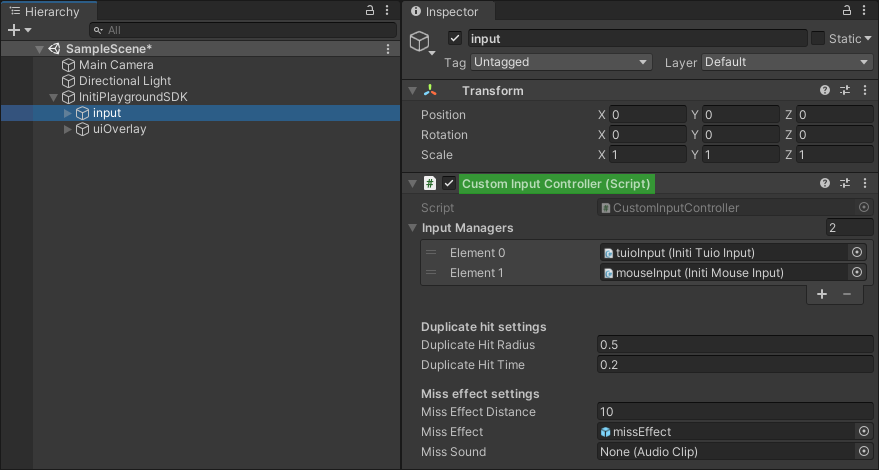 Hierarchy
All
SampleScene*
Main Camera
Directional Light
InitiPlaygroundSDK
input
uiOverlay
Inspector
input Static
Tag Untagged Layer Default
Transform
Position X 0 Y 0 Z 0
Rotation X 0 Y 0 Z 0
Scale X 1 Y 1 Z 1
# Custom Input Controller (Script)
Script # CustomInputController
Input Managers 2
Element 0 tuioInput (Initi Tuio Input)
Element 1 mouseInput (Initi Mouse Input)
+ −
Duplicate hit settings
Duplicate Hit Radius 0.5
Duplicate Hit Time 0.2
Miss effect settings
Miss Effect Distance 10
Miss Effect missEffect
Miss Sound None (Audio Clip)